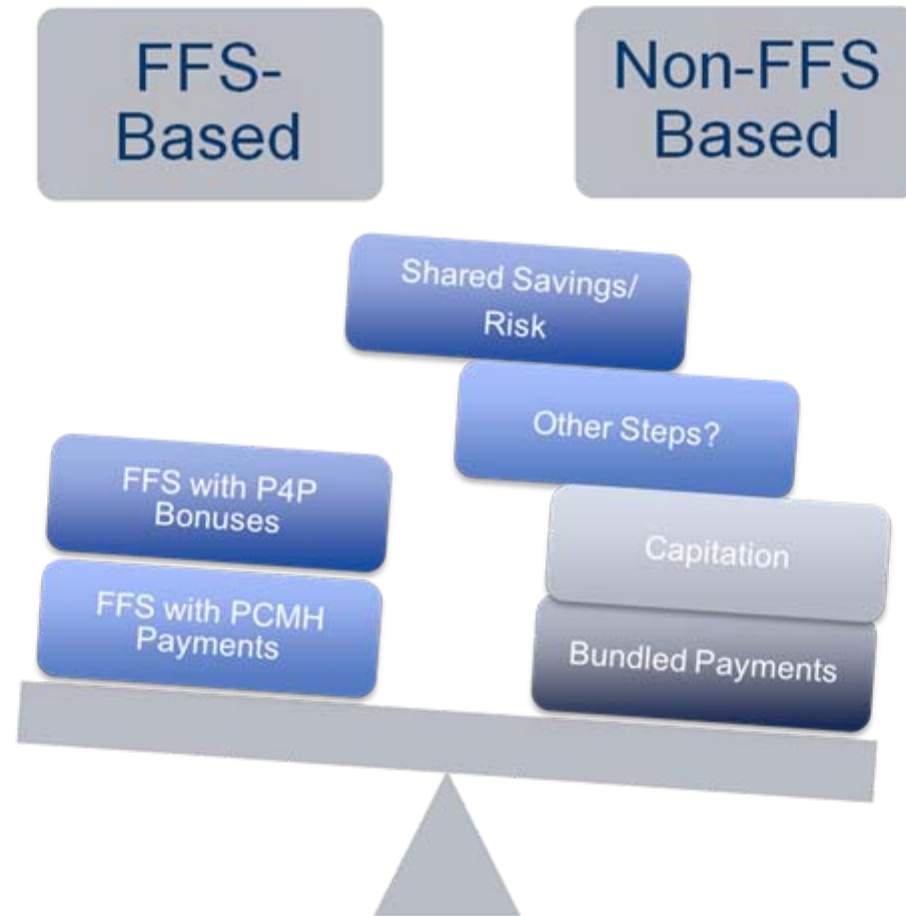 FFS-
Based
Non-FFS
Based
Shared Savings/
Risk
Other Steps?
FFS with P4P
Bonuses
Capitation
FFS with PCMH
Payments
Bundled Payments